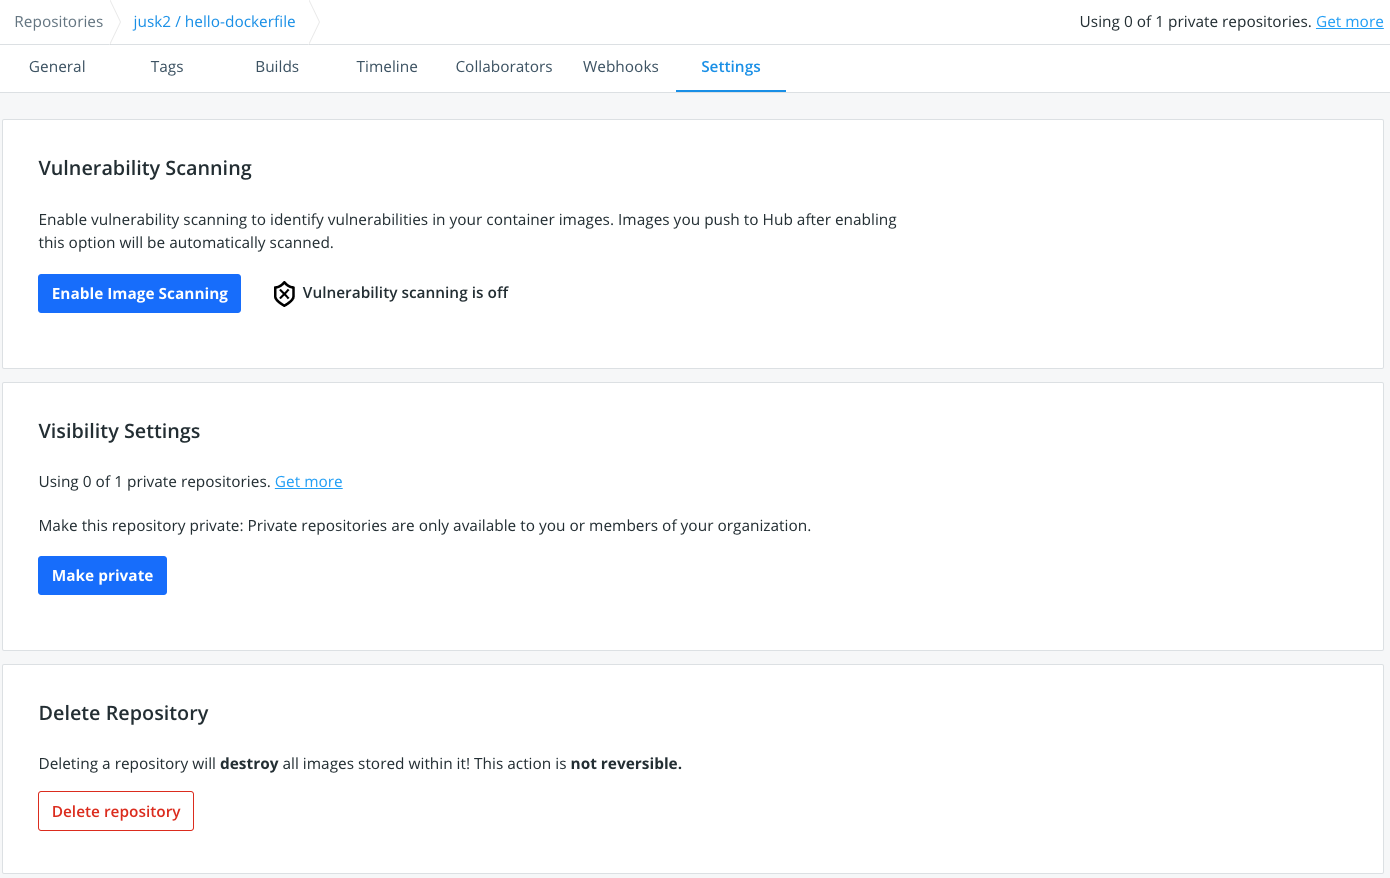 Repositories
jusk2 / hello-dockerfile
Using 0 of 1 private repositories. Get more
General Tags Builds Timeline Collaborators Webhooks Settings
Vulnerability Scanning
Enable vulnerability scanning to identify vulnerabilities in your container images. Images you push to Hub after enabling
this option will be automatically scanned.
Enable Image Scanning
Vulnerability scanning is off
Visibility Settings
Using 0 of 1 private repositories. Get more
Make this repository private: Private repositories are only available to you or members of your organization.
Make private
Delete Repository
Deleting a repository will destroy all images stored within it! This action is not reversible.
Delete repository